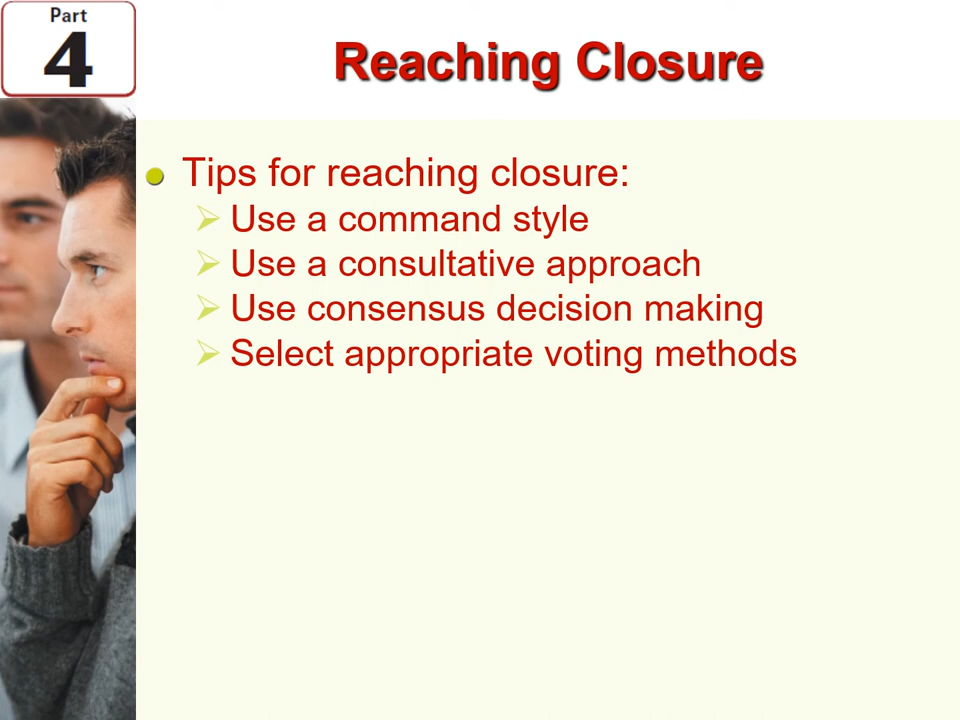 Part
4
Reaching Closure
Tips for reaching closure:
Use a command style
Use a consultative approach
Use consensus decision making
Select appropriate voting methods